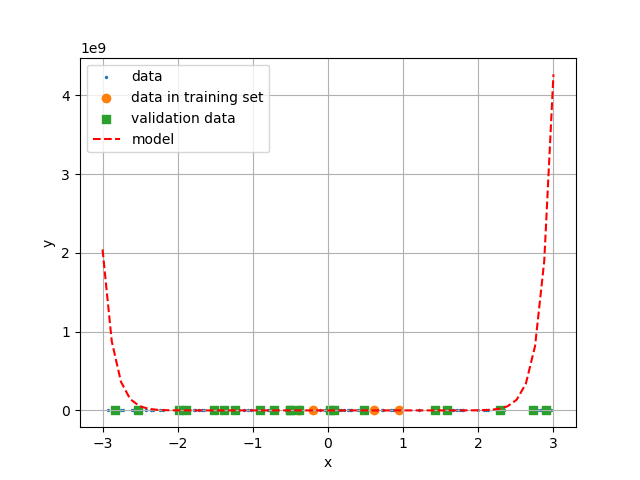 1e9
data
data in training set
validation data
model
4
3
2
1
0
y
−3 −2 −1 0 1 2 3
x